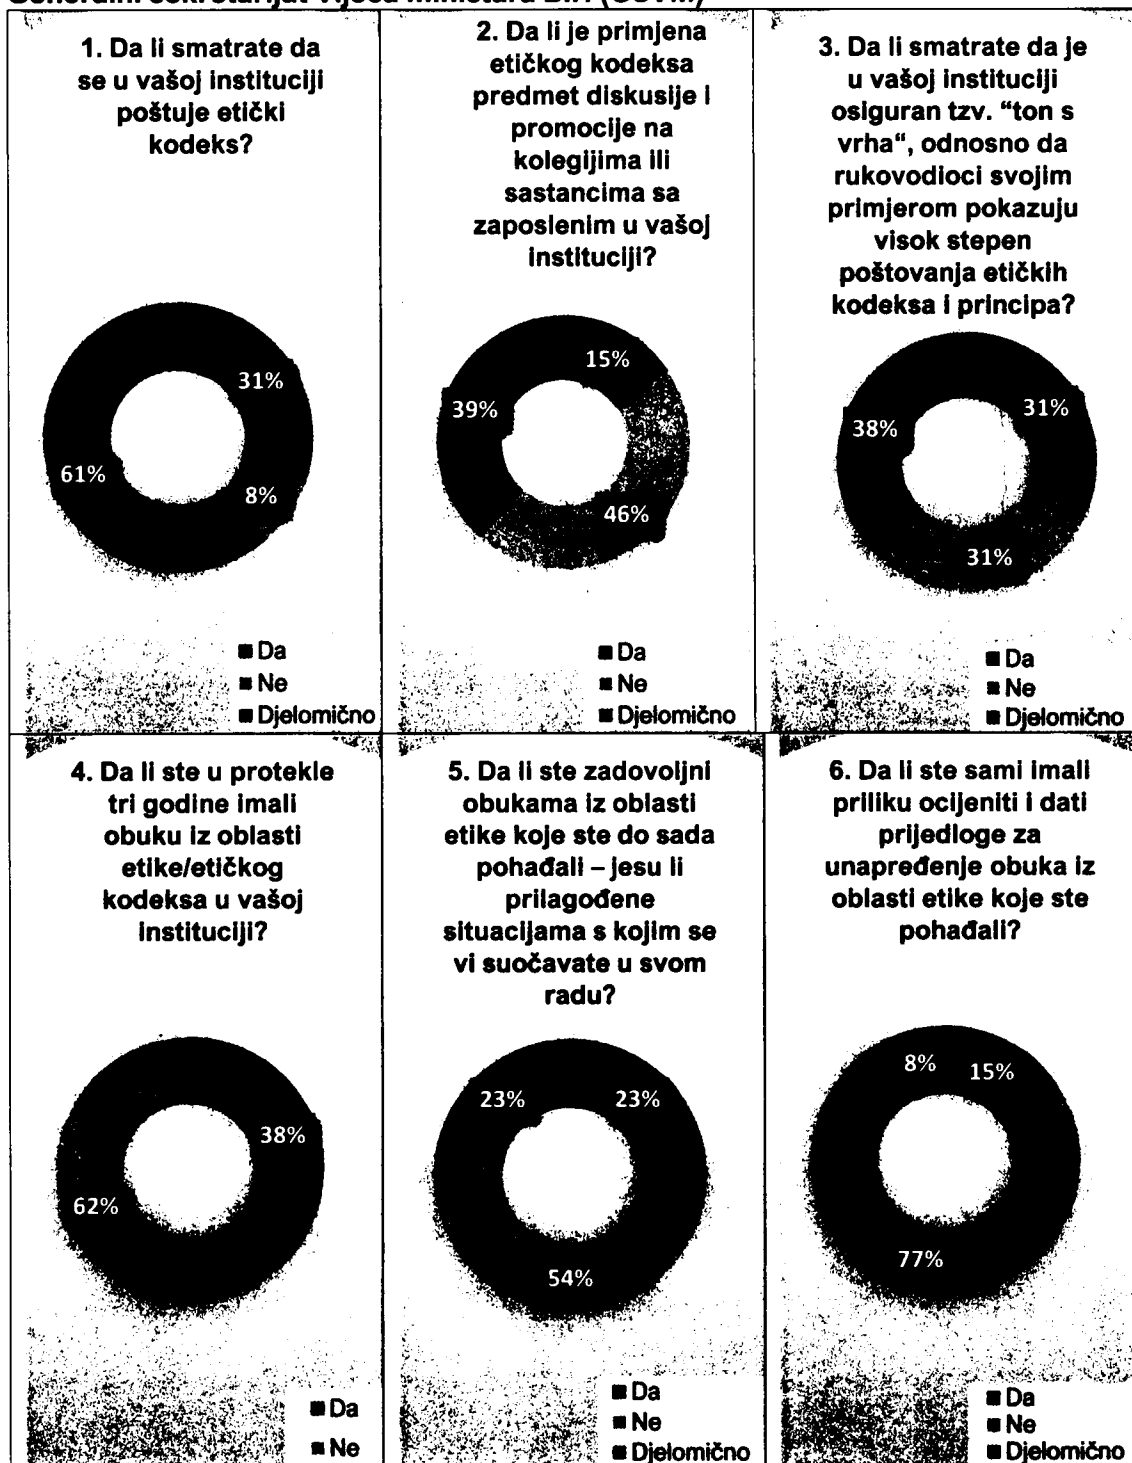 Generalni sekretarijat Vijeća ministara BiH (GSVM)
1. Da li smatrate da
se u vašoj instituciji
poštuje etički
kodeks?
31%
61%
8%
■ Da
■ Ne
■ Djelomično
2. Da li je primjena
etičkog kodeksa
predmet diskusije i
promocije na
kolegijima ili
sastancima sa
zaposlenim u vašoj
instituciji?
15%
39%
46%
■ Da
■ Ne
■ Djelomično
3. Da li smatrate da je
u vašoj instituciji
osiguran tzv. “ton s
vrha“, odnosno da
rukovodioci svojim
primjerom pokazuju
visok stepen
poštovanja etičkih
kodeksa i principa?
31%
38%
31%
■ Da
■ Ne
■ Djelomično
4. Da li ste u protekle
tri godine imali
obuku iz oblasti
etike/etičkog
kodeksa u vašoj
instituciji?
38%
62%
■ Da
■ Ne
5. Da li ste zadovoljni
obukama iz oblasti
etike koje ste do sada
pohađali – jesu li
prilagođene
situacijama s kojim se
vi suočavate u svom
radu?
23%
23%
54%
■ Da
■ Ne
■ Djelomično
6. Da li ste sami imali
priliku ocijeniti i dati
prijedloge za
unapređenje obuka iz
oblasti etike koje ste
pohađali?
8%
15%
77%
■ Da
■ Ne
■ Djelomično